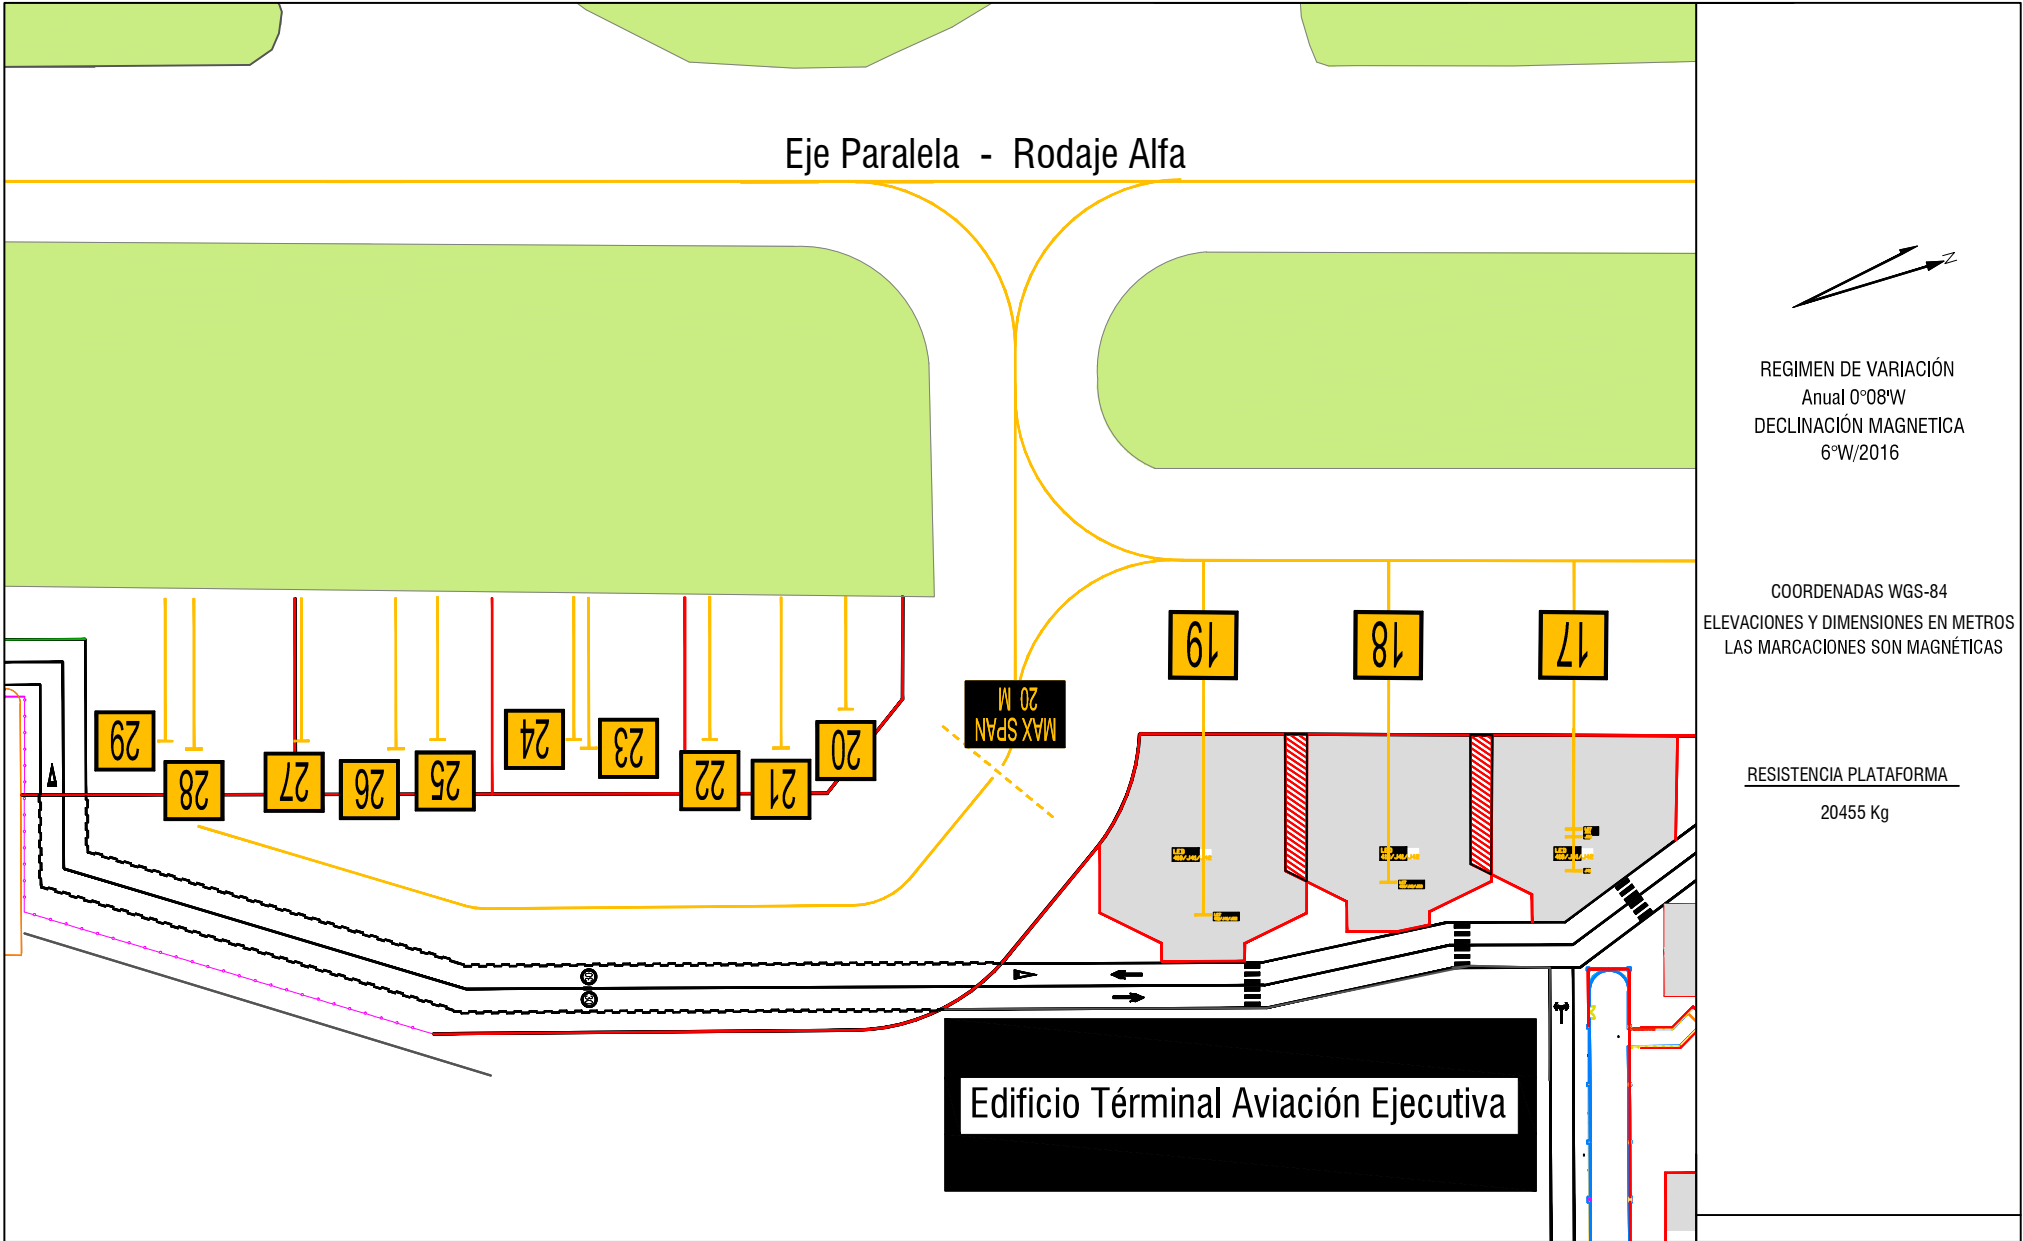 Eje Paralela - Rodaje Alfa
N
REGIMEN DE VARIACIÓN
Anual 0°08'W
DECLINACIÓN MAGNETICA
6°W/2016
COORDENADAS WGS-84
ELEVACIONES Y DIMENSIONES EN METROS
LAS MARCACIONES SON MAGNÉTICAS
RESISTENCIA PLATAFORMA
20455 Kg
19
18
17
MAX SPAN
20 M
29
28
27
26
25
24
23
22
21
20
Edificio Términal Aviación Ejecutiva